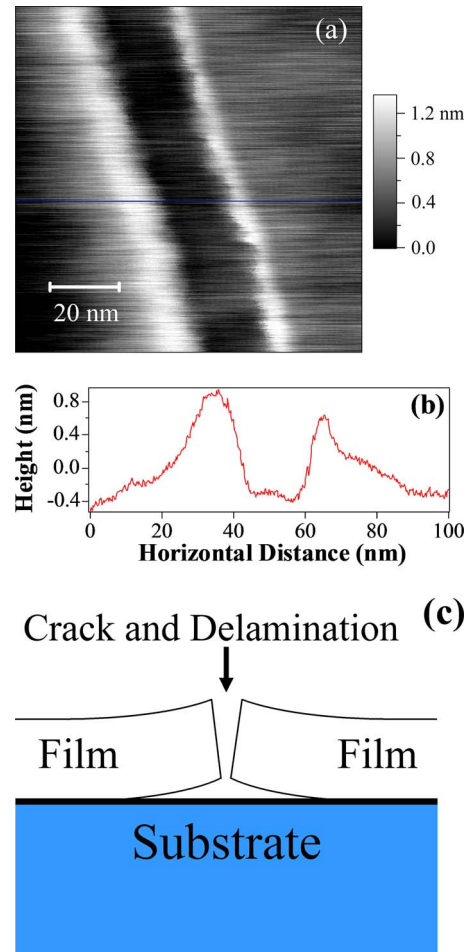 (a)
1.2 nm
0.8
0.4
0.0
20 nm
(b)
Height (nm)
0.8
0.4
0.0
-0.4
0 20 40 60 80 100
Horizontal Distance (nm)
(c)
Crack and Delamination
Film Film
Substrate